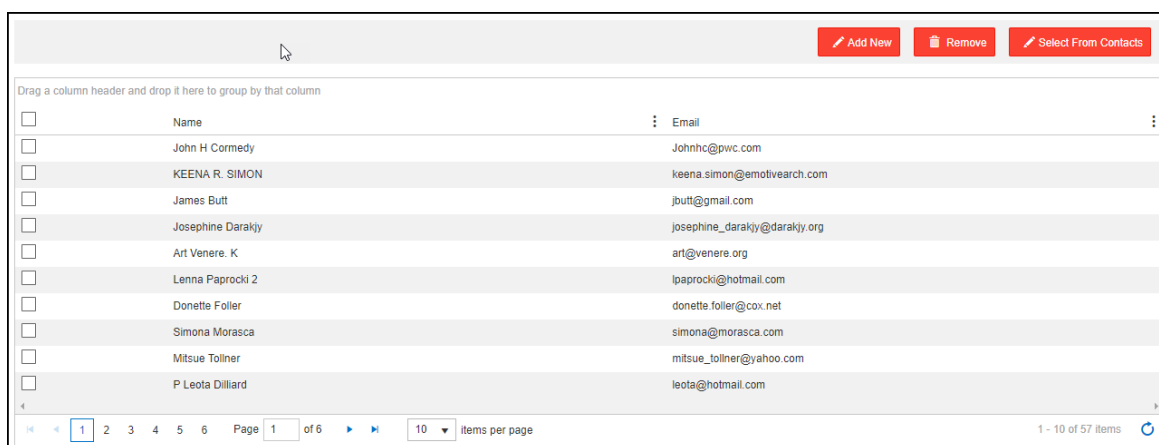 Add New Remove Select From Contacts
Drag a column header and drop it here to group by that column
Name Email
John H Cormedy Johnhc@pwc.com
KEENA R. SIMON keena.simon@emotivearch.com
James Butt jbutt@gmail.com
Josephine Darakjy josephine_darakjy@darakjy.org
Art Venere. K art@venere.org
Lenna Paprocki 2 lpaprocki@hotmail.com
Donette Foller donette.foller@cox.net
Simona Morasca simona@morasca.com
Mitsue Tollner mitsue_tollner@yahoo.com
P Leota Dilliard leota@hotmail.com
1 2 3 4 5 6 Page 1 of 6 10 items per page 1 - 10 of 57 items